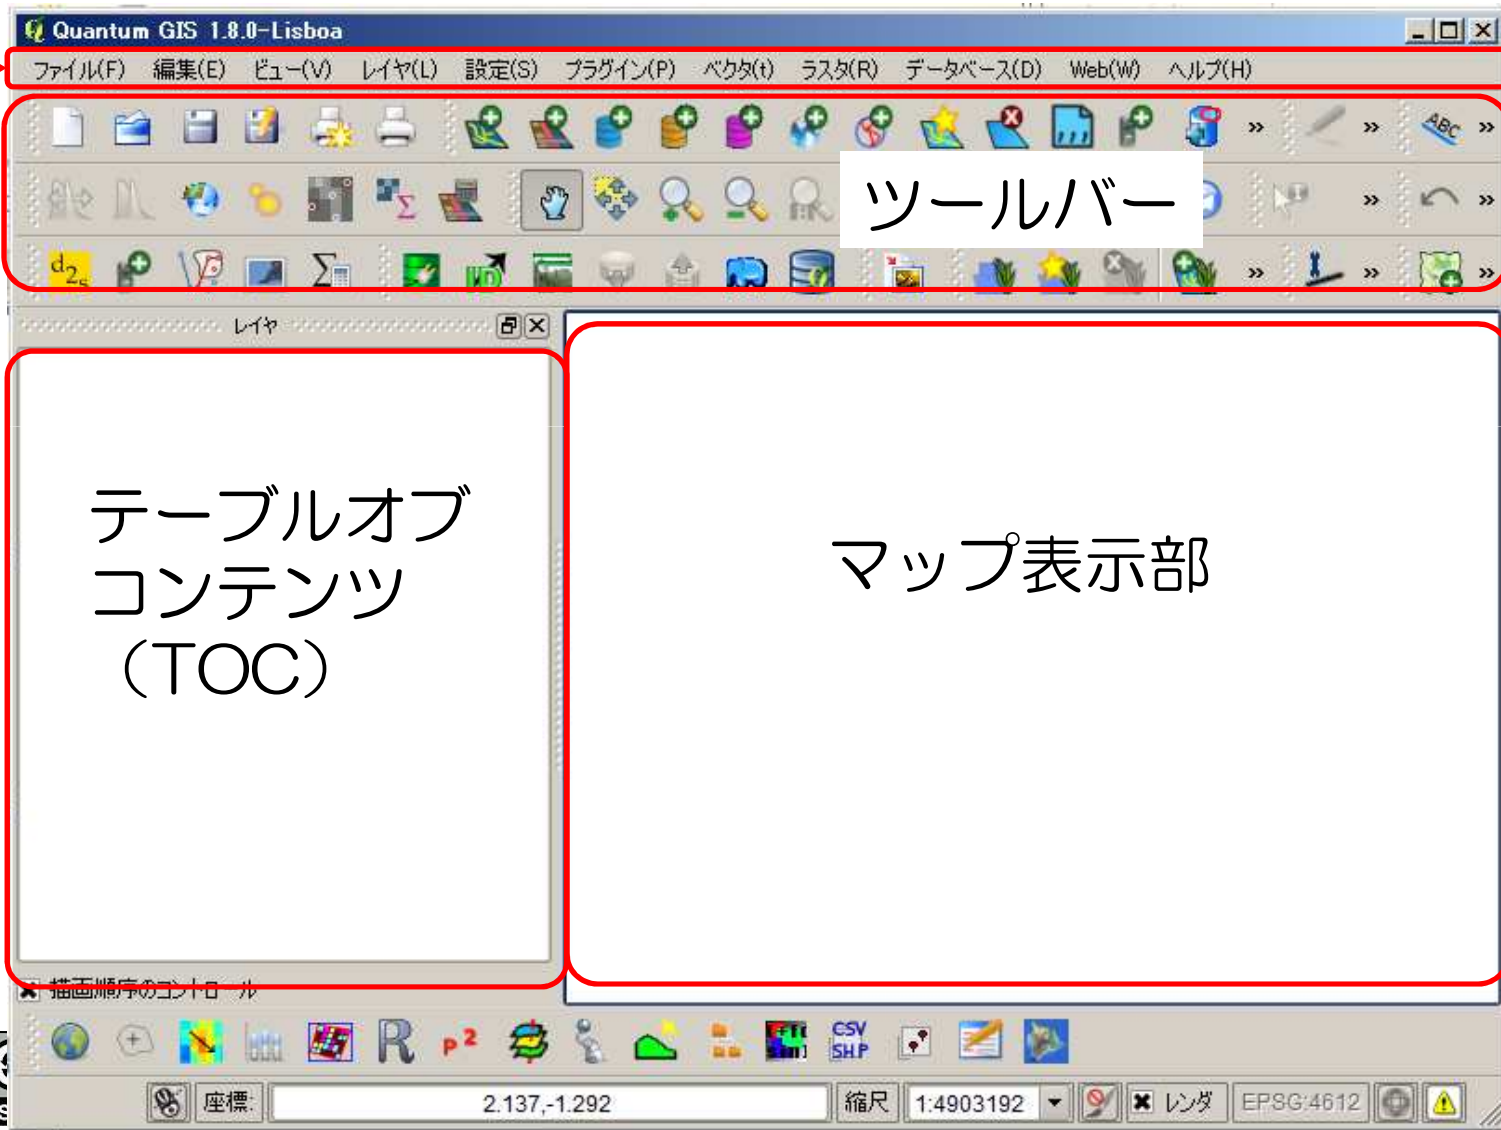 Quantum GIS 1.8.0-Lisboa
ファイル(F) 編集(E) ビュー(V) レイヤ(L) 設定(S) プラグイン(P) ベクタ(t) ラスタ(R) データベース(D) Web(W) ヘルプ(H)
ABC
ツールバー
d2s
レイヤ
テーブルオブ
コンテンツ
（TOC）
マップ表示部
描画順序のコントロール
R
p²
CSV
SHP
座標:
2.137,-1.292
縮尺
1:4903192
レンダ
EPSG:4612